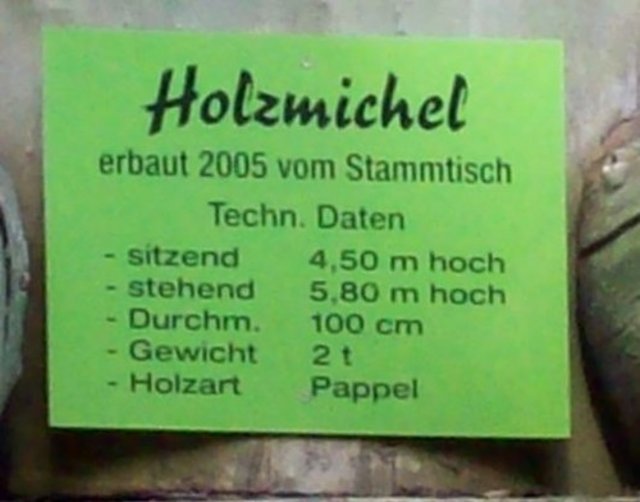 Holzmichel
erbaut 2005 vom Stammtisch
Techn. Daten
- sitzend 4,50 m hoch
- stehend 5,80 m hoch
- Durchm. 100 cm
- Gewicht 2 t
- Holzart Pappel